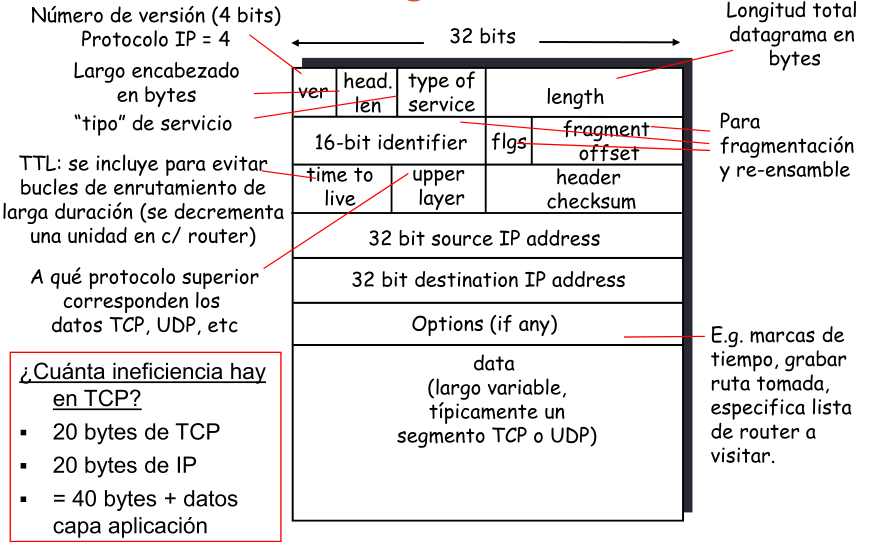 Número de versión (4 bits)
Protocolo IP = 4
Largo encabezado
en bytes
“tipo” de servicio
TTL: se incluye para evitar
bucles de enrutamiento de
larga duración (se decrementa
una unidad en c/ router)
A qué protocolo superior
corresponden los
datos TCP, UDP, etc
¿Cuánta ineficiencia hay
en TCP?
▪ 20 bytes de TCP
▪ 20 bytes de IP
▪ = 40 bytes + datos
capa aplicación
32 bits
ver
head.
len
type of
service
length
16-bit identifier
flgs
fragment
offset
time to
live
upper
layer
header
checksum
32 bit source IP address
32 bit destination IP address
Options (if any)
data
(largo variable,
típicamente un
segmento TCP o UDP)
Longitud total
datagrama en
bytes
Para
fragmentación
y re-ensamble
E.g. marcas de
tiempo, grabar
ruta tomada,
especifica lista
de router a
visitar.